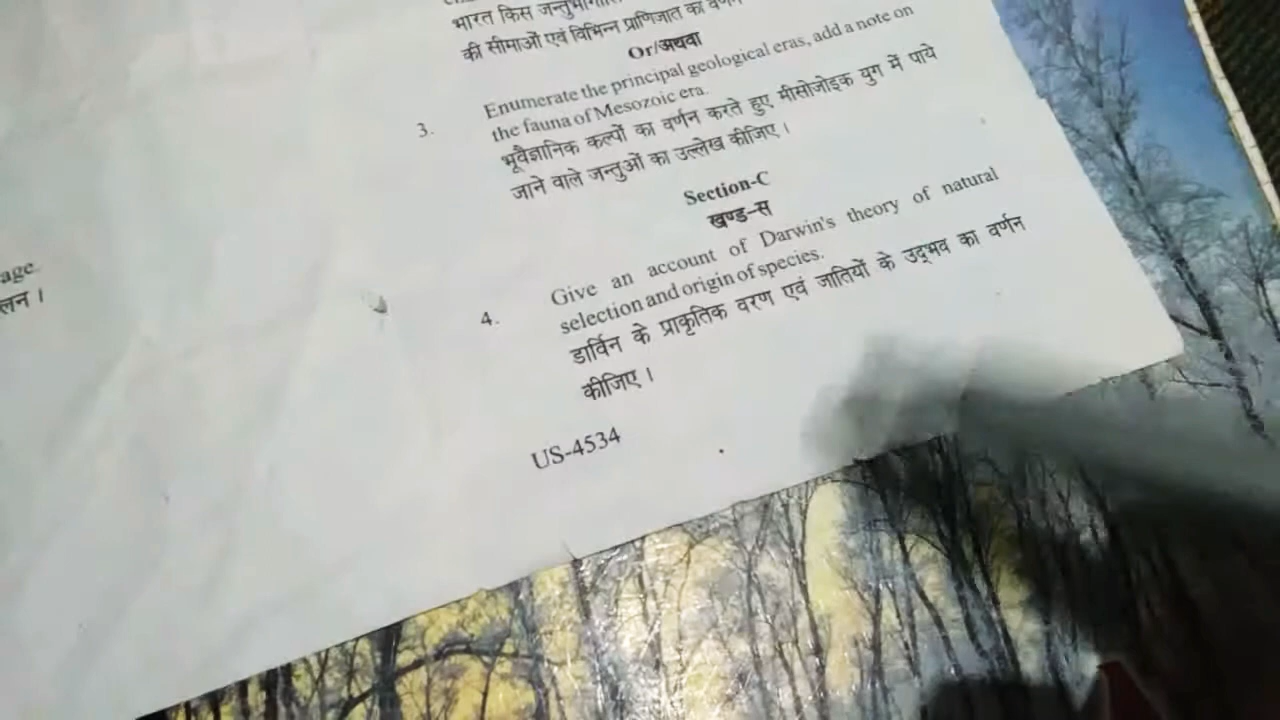 भारत किस
की सीमाओं एवं विभिन्न प्राणिजात का वर्णन
Or/अथवा
3. Enumerate the principal geological eras, add a note on
the fauna of Mesozoic era.
भूवैज्ञानिक कल्पों का वर्णन करते हुए मीसोजोइक युग में पाये
जाने वाले जन्तुओं का उल्लेख कीजिए।
Section-C
खण्ड-स
4. Give an account of Darwin's theory of natural
selection and origin of species.
डार्विन के प्राकृतिक वरण एवं जातियों के उद्भव का वर्णन
कीजिए।
US-4534
age
लन।